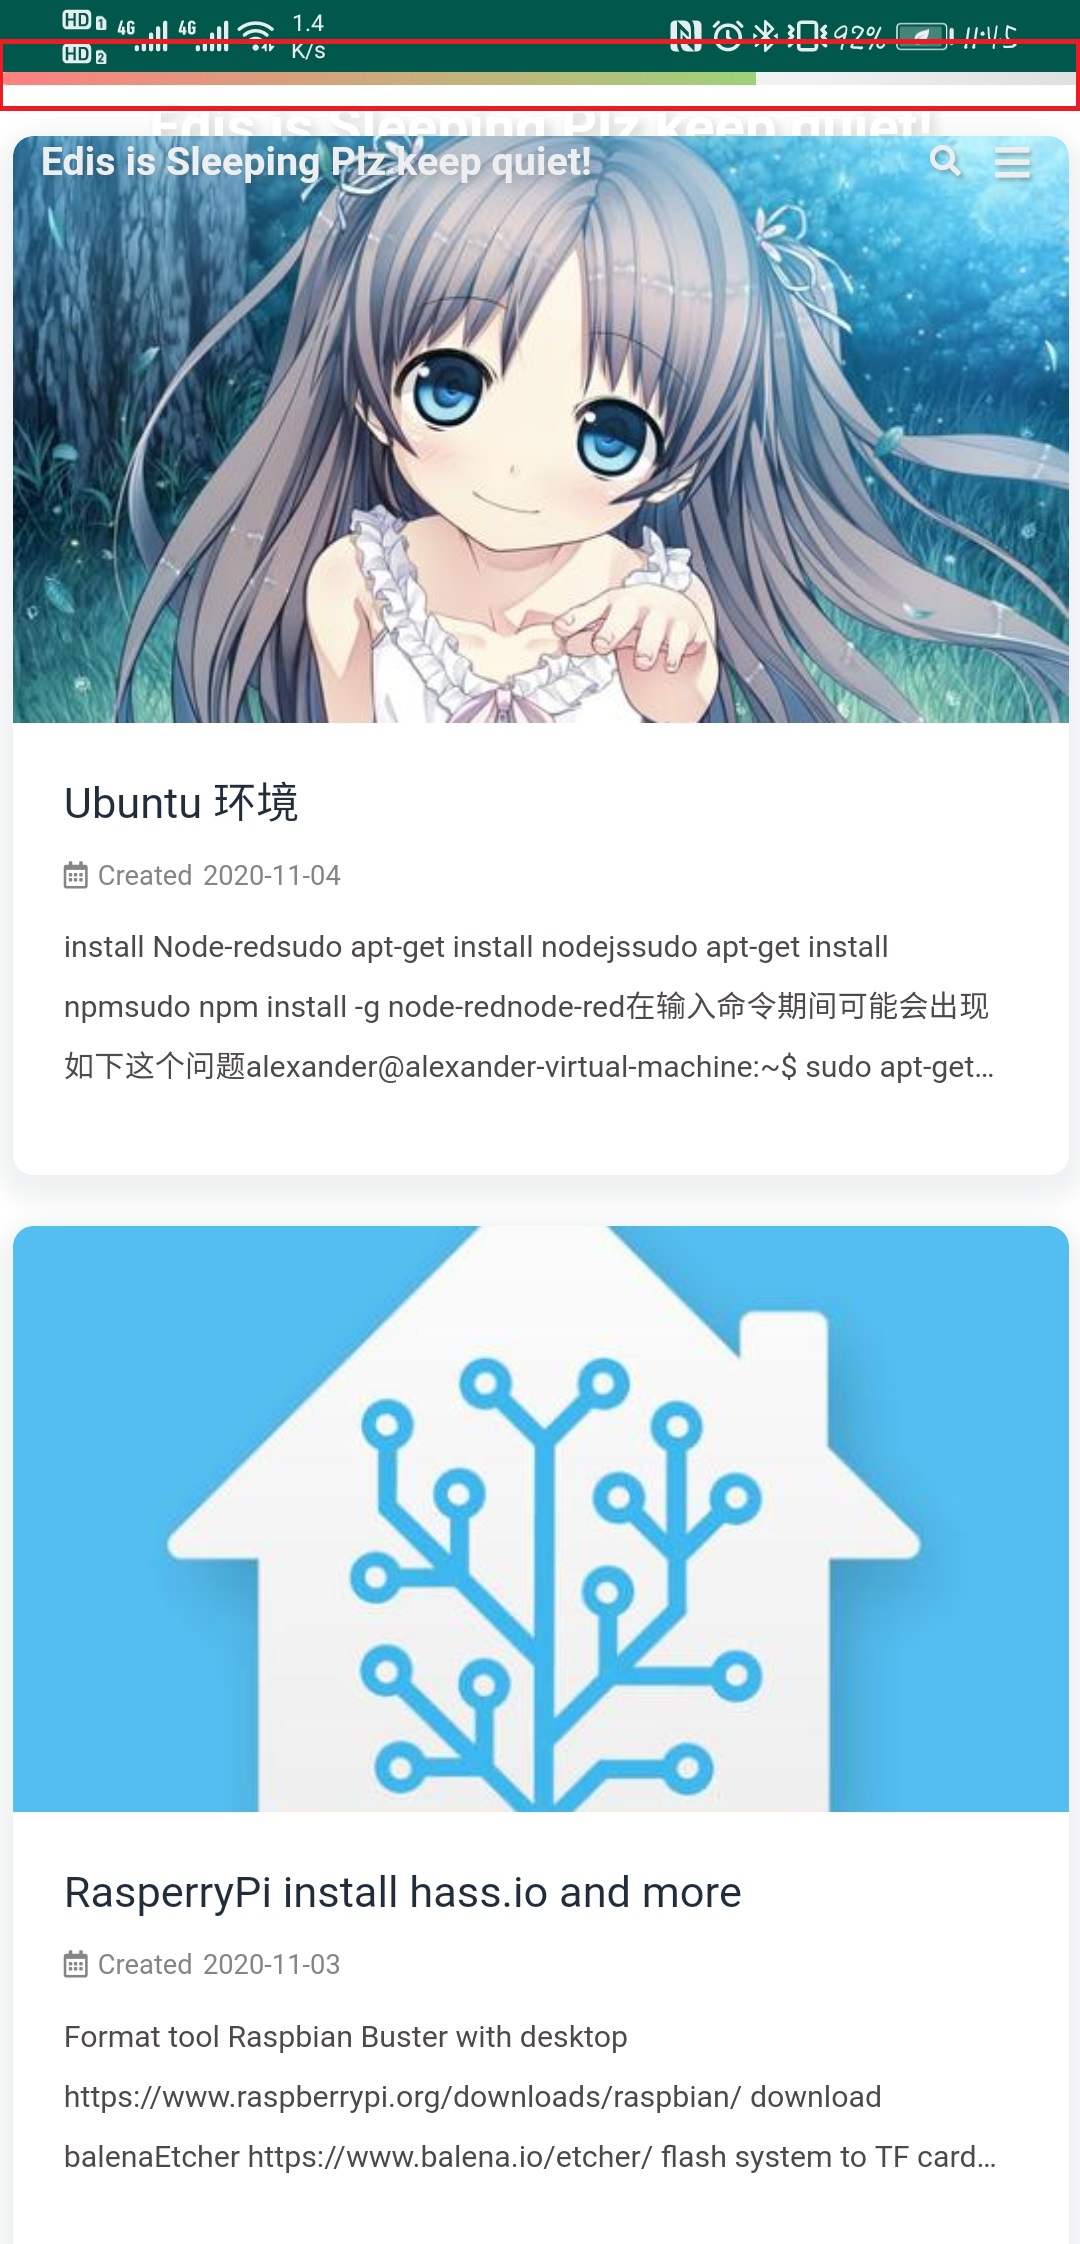 HD 1 4G 4G 1.4 K/s 92% 11:45
HD 2
Edis is Sleeping Plz keep quiet!
Edis is Sleeping Plz keep quiet!
Ubuntu 环境
Created 2020-11-04
install Node-redsudo apt-get install nodejssudo apt-get install
npmsudo npm install -g node-rednode-red在输入命令期间可能会出现
如下这个问题alexander@alexander-virtual-machine:~$ sudo apt-get...
RasperryPi install hass.io and more
Created 2020-11-03
Format tool Raspbian Buster with desktop
https://www.raspberrypi.org/downloads/raspbian/ download
balenaEtcher https://www.balena.io/etcher/ flash system to TF card...